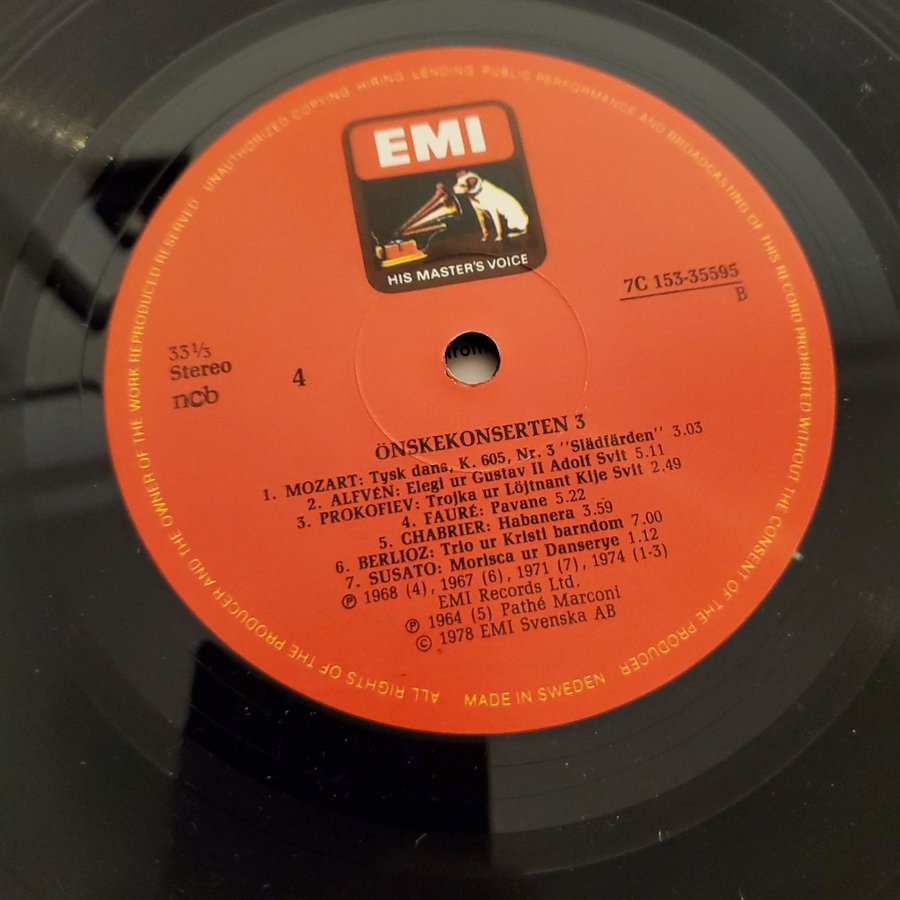 EMI
HIS MASTER'S VOICE
7C 153-35595
B
33 1/3
Stereo
ncb
4
ÖNSKEKONSERTEN 3
1. MOZART: Tysk dans, K. 605, Nr. 3 "Slädfärden" 3.03
2. ALFVÉN: Elegi ur Gustav II Adolf Svit 5.11
3. PROKOFIEV: Trojka ur Löjtnant Kije Svit 2.49
4. FAURÉ: Pavane 5.22
5. CHABRIER: Habanera 3.59
6. BERLIOZ: Trio ur Kristi barndom 7.00
7. SUSATO: Morisca ur Danserye 1.12
Ⓟ 1968 (4), 1967 (6), 1971 (7), 1974 (1-3)
EMI Records Ltd.
Ⓟ 1964 (5) Pathé Marconi
© 1978 EMI Svenska AB
ALL RIGHTS OF THE PRODUCER AND THE OWNER OF THE WORK REPRODUCED RESERVED UNAUTHORIZED COPYING HIRING LENDING PUBLIC PERFORMANCE AND BROADCASTING OF THIS RECORD PROHIBITED WITHOUT THE CONSENT OF THE PRODUCER
MADE IN SWEDEN